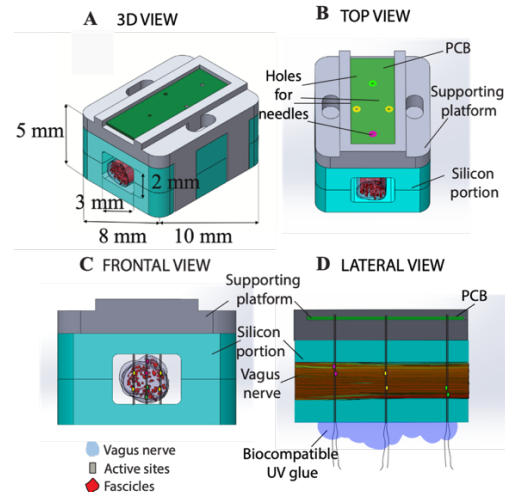 A 3D VIEW
B TOP VIEW
PCB
Holes
for
needles
Supporting
platform
Silicon
portion
5 mm
2 mm
3 mm
8 mm
10 mm
C FRONTAL VIEW
D LATERAL VIEW
Supporting
platform
PCB
Silicon
portion
Vagus
nerve
Biocompatible
UV glue
Vagus nerve
Active sites
Fascicles